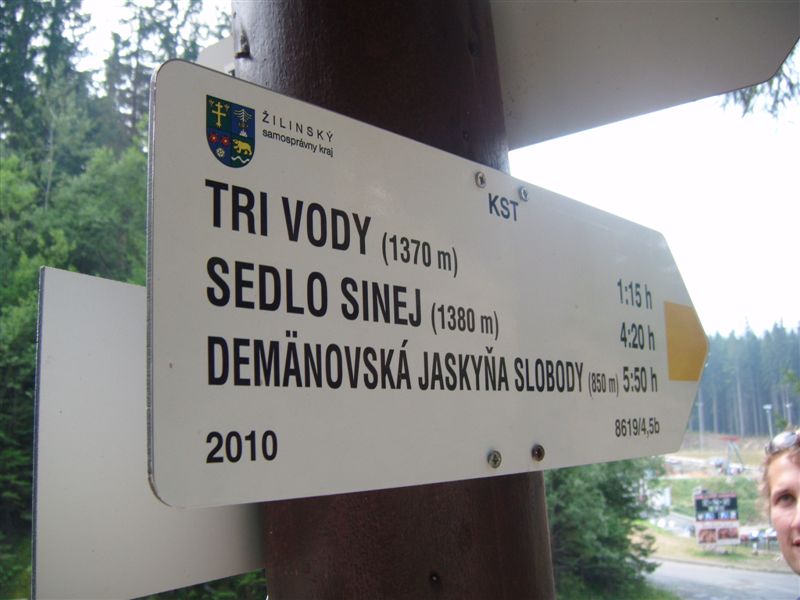 ŽILINSKÝ
samosprávny kraj
KST
TRI VODY (1370 m) 1:15 h
SEDLO SINEJ (1380 m) 4:20 h
DEMÄNOVSKÁ JASKYŇA SLOBODY (850 m) 5:50 h
2010 8619/4,5b